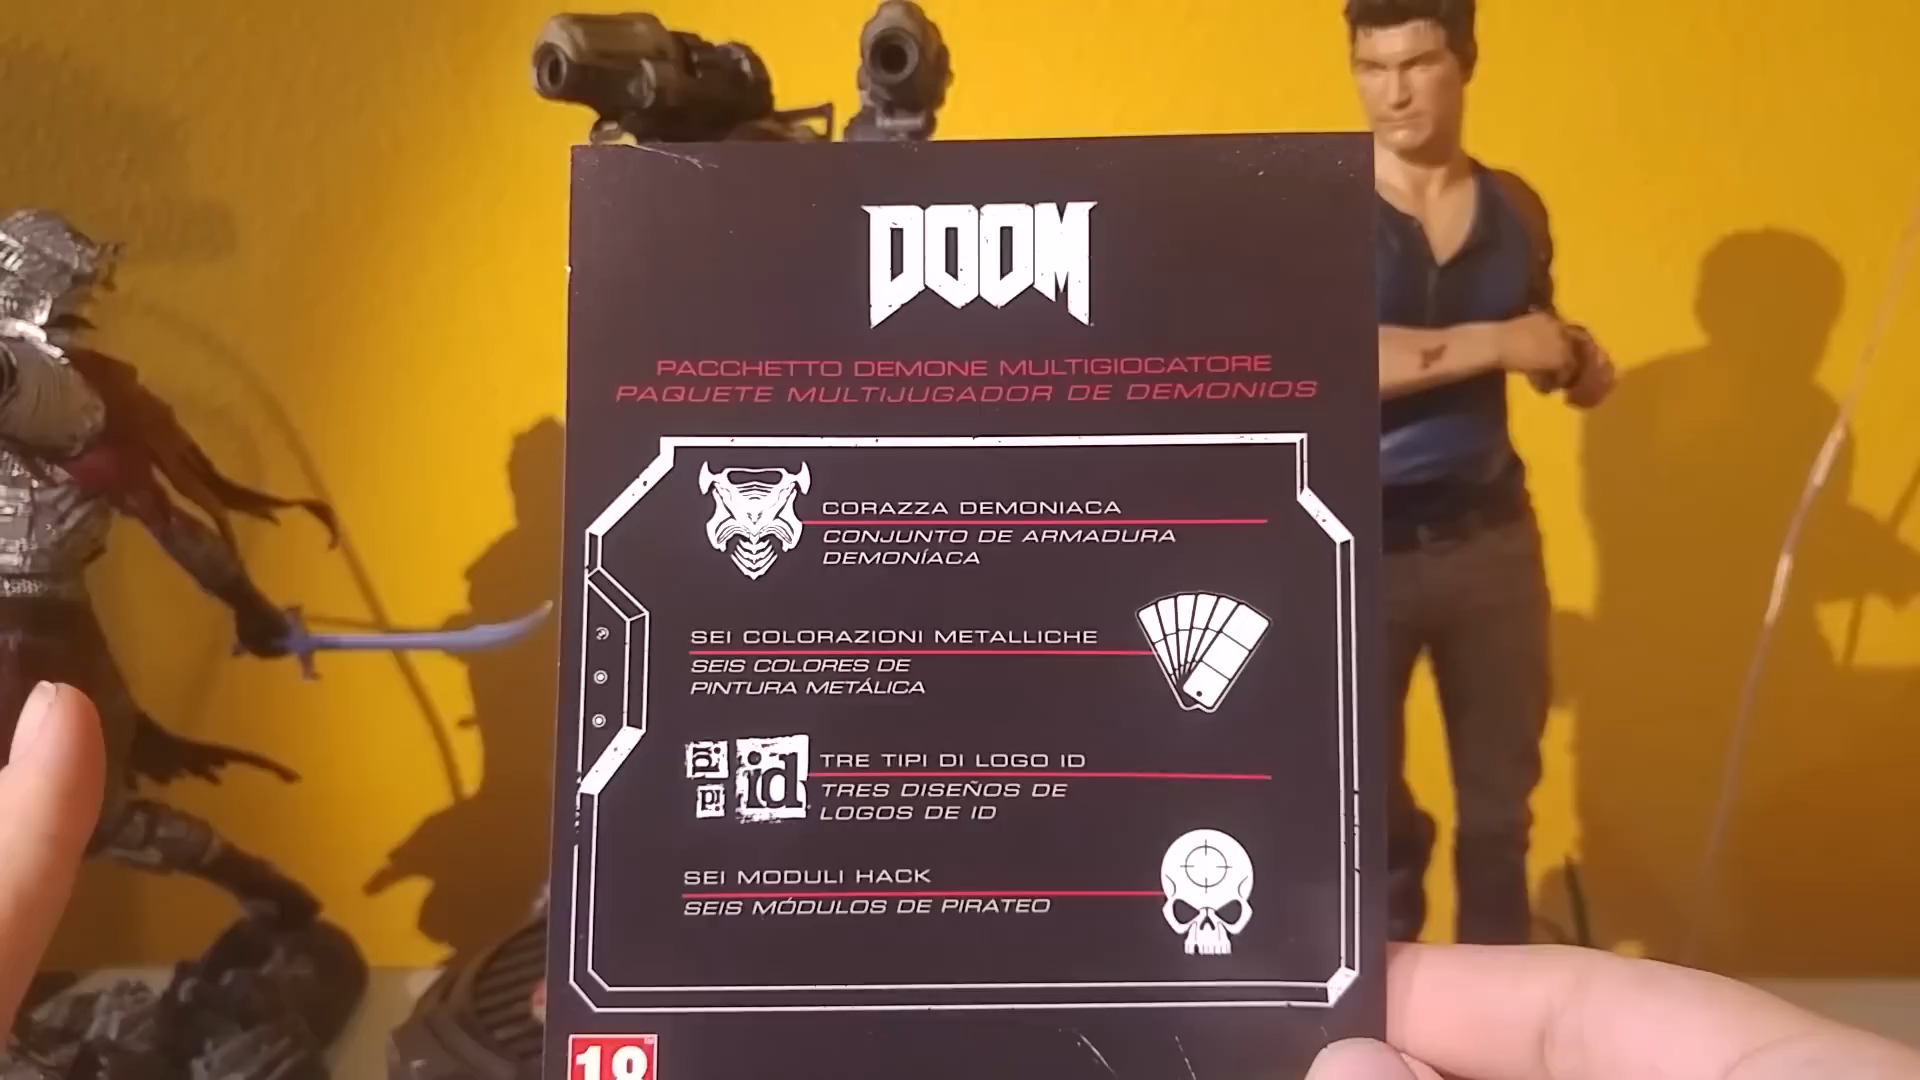 DOOM
PACCHETTO DEMONE MULTIGIOCATORE
PAQUETE MULTIJUGADOR DE DEMONIOS
CORAZZA DEMONIACA
CONJUNTO DE ARMADURA
DEMONÍACA
SEI COLORAZIONI METALLICHE
SEIS COLORES DE
PINTURA METÁLICA
id
id
id
TRE TIPI DI LOGO ID
TRES DISEÑOS DE
LOGOS DE ID
SEI MODULI HACK
SEIS MÓDULOS DE PIRATEO
18